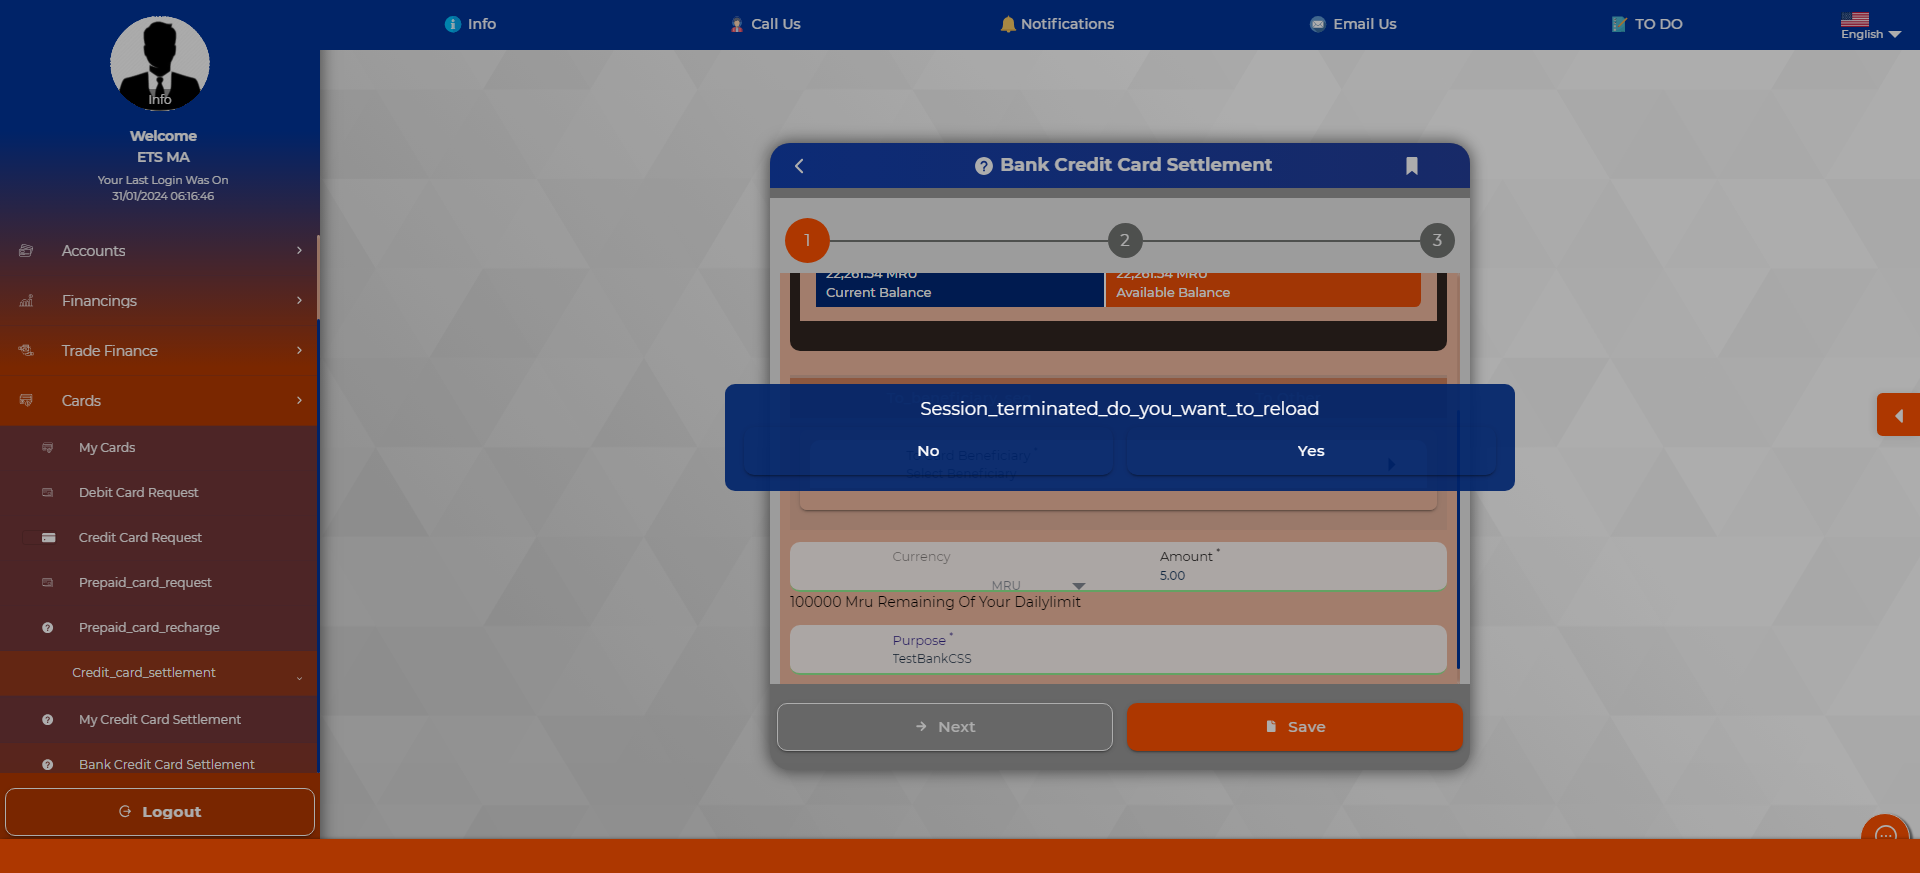 Info
Call Us
Notifications
Email Us
TO DO
English
Info
Welcome
ETS MA
Your Last Login Was On
31/01/2024 06:16:46
Accounts
Financings
Trade Finance
Cards
My Cards
Debit Card Request
Credit Card Request
Prepaid_card_request
Prepaid_card_recharge
Credit_card_settlement
My Credit Card Settlement
Bank Credit Card Settlement
Logout
Bank Credit Card Settlement
1
2
3
22,261.54 MRU
22,261.54 MRU
Current Balance
Available Balance
Session_terminated_do_you_want_to_reload
No
Yes
Beneficiary *
Select Beneficiary
Currency
MRU
Amount *
5.00
100000 Mru Remaining Of Your Dailylimit
Purpose *
TestBankCSS
Next
Save